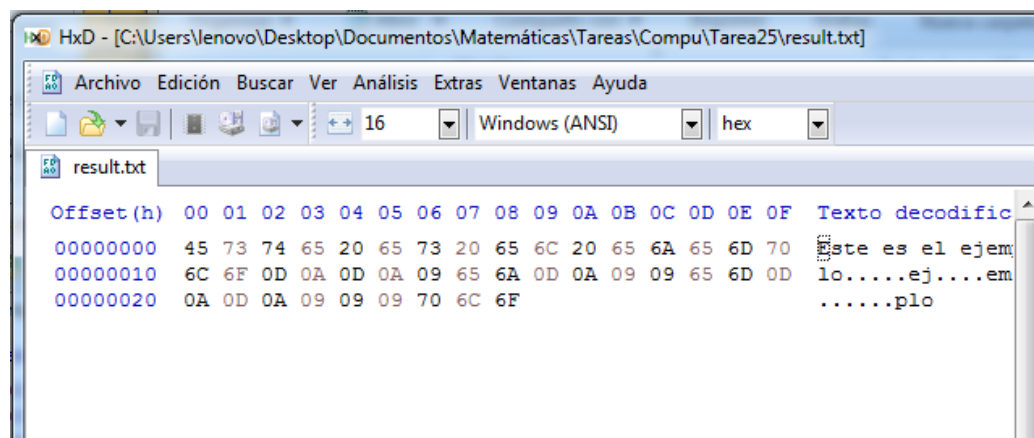 HxD - [C:\Users\lenovo\Desktop\Documentos\Matemáticas\Tareas\Compu\Tarea25\result.txt]
Archivo Edición Buscar Ver Análisis Extras Ventanas Ayuda
16 Windows (ANSI) hex
result.txt
Offset(h) 00 01 02 03 04 05 06 07 08 09 0A 0B 0C 0D 0E 0F Texto decodific
00000000 45 73 74 65 20 65 73 20 65 6C 20 65 6A 65 6D 70 Este es el ejem
00000010 6C 6F 0D 0A 0D 0A 09 65 6A 0D 0A 09 09 65 6D 0D lo.....ej....em
00000020 0A 0D 0A 09 09 09 70 6C 6F ......plo